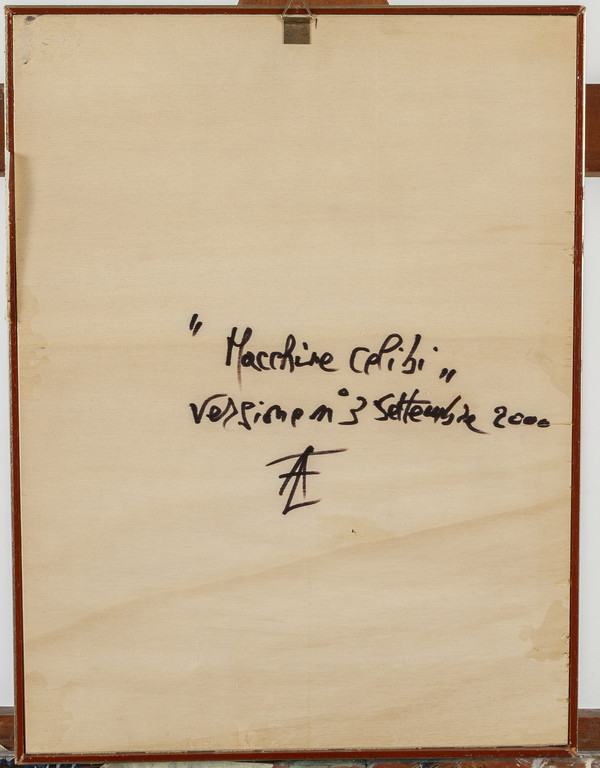 " Macchine celibi „
versione n° 3 Settembre 2000